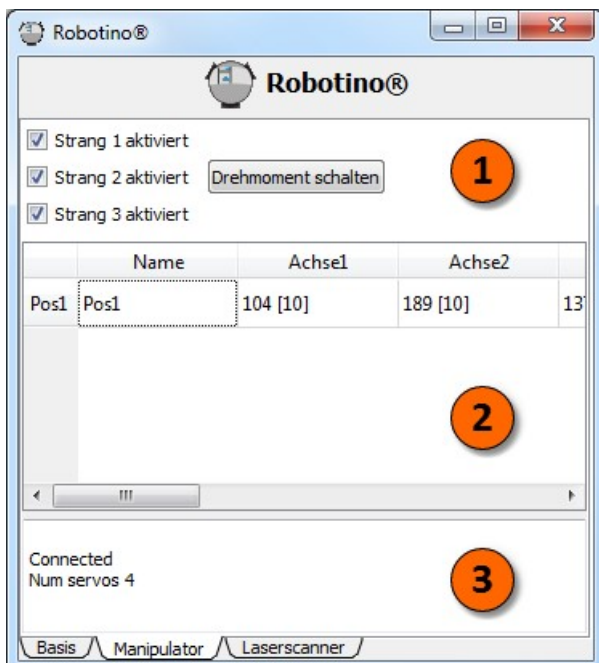 Robotino®
Robotino®
Strang 1 aktiviert
Strang 2 aktiviert Drehmoment schalten
Strang 3 aktiviert
1
Name Achse1 Achse2
Pos1 Pos1 104 [10] 189 [10]
2
Connected
Num servos 4
3
Basis Manipulator Laserscanner